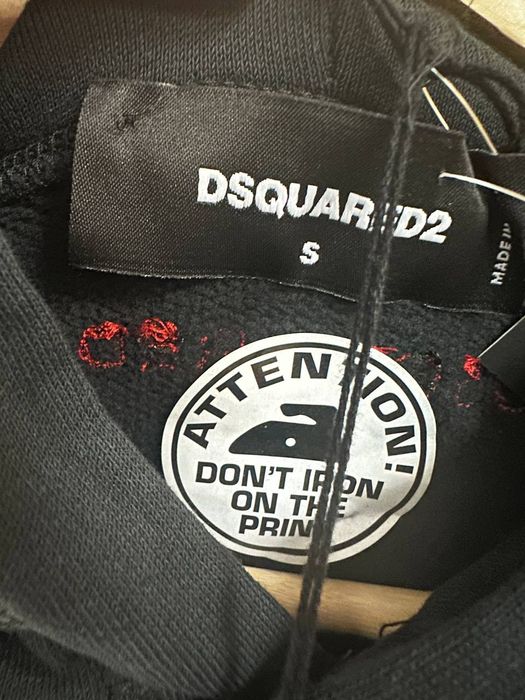 DSQUARED2
S
MADE IN
ATTENTION!
DON'T IRON
ON THE
PRINT